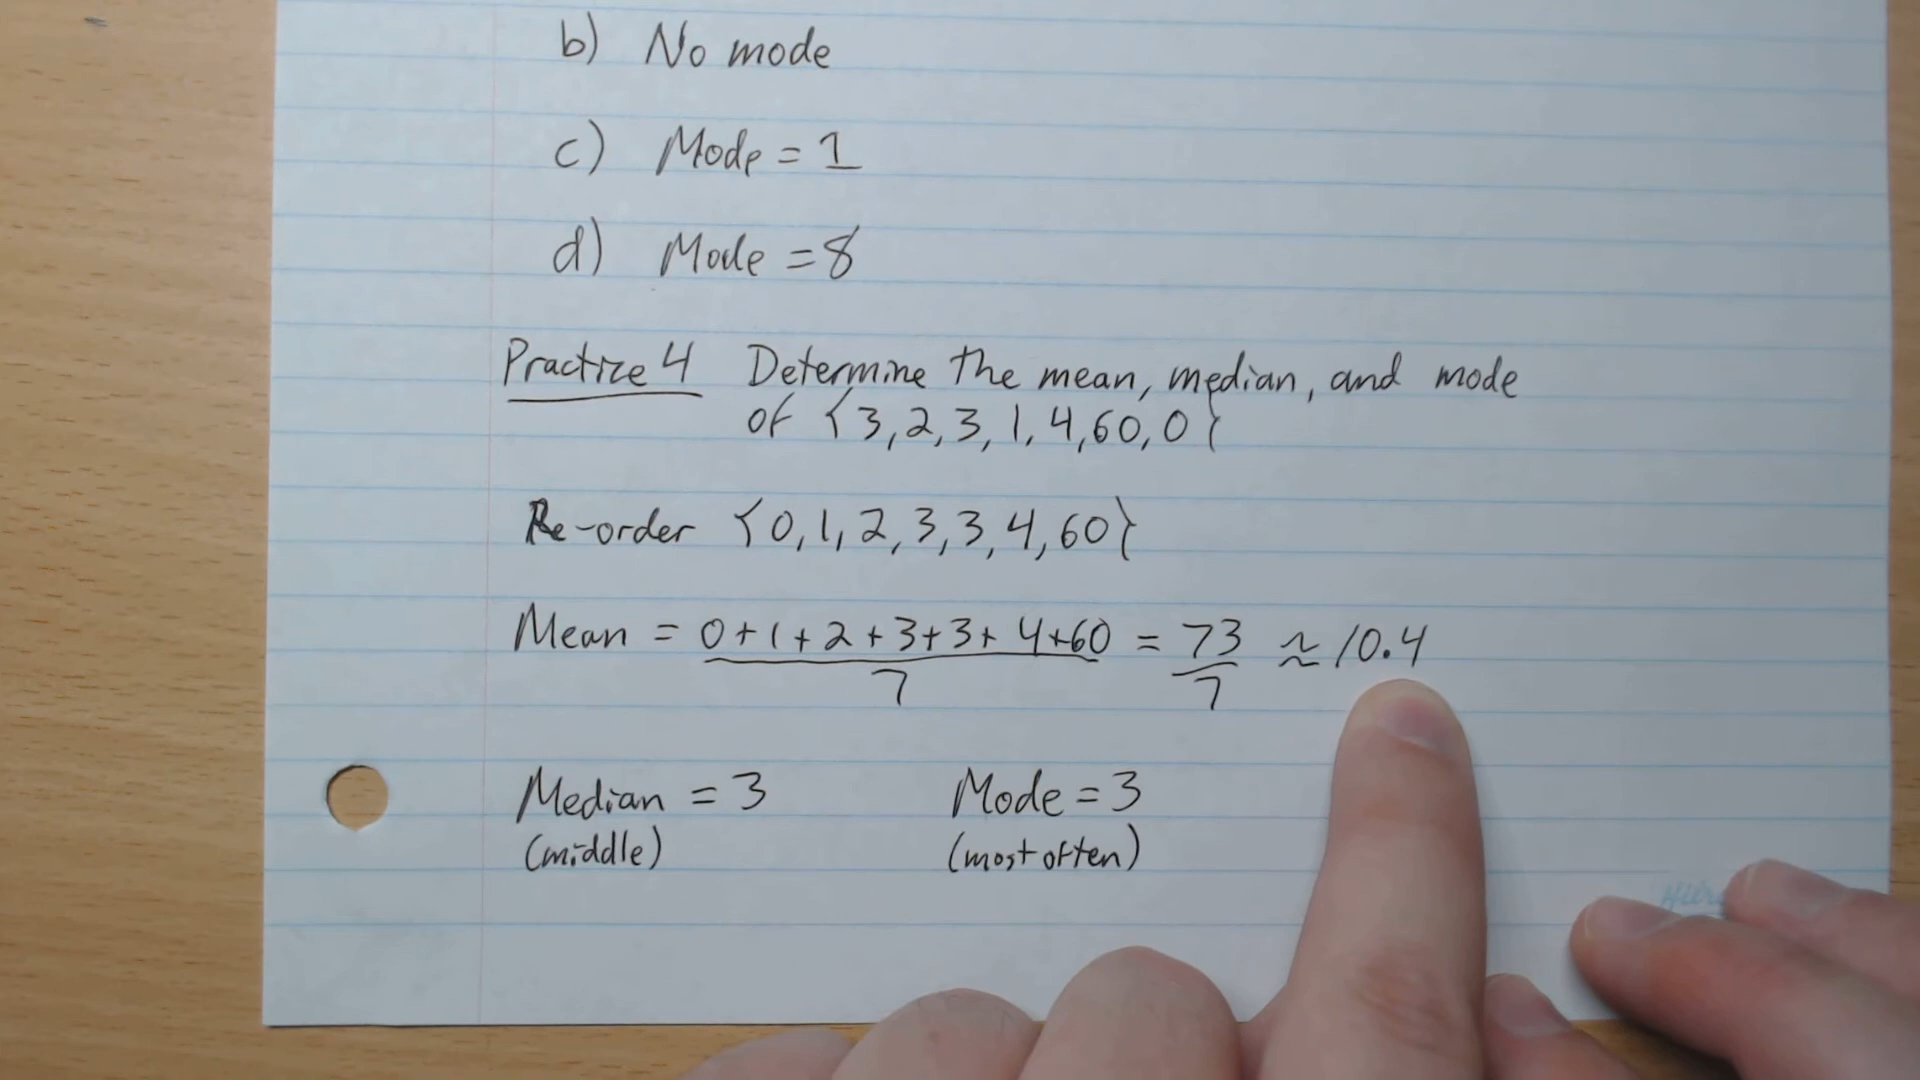 b) No mode
c) Mode = 1
d) Mode = 8
Practice 4 Determine the mean, median, and mode
of {3, 2, 3, 1, 4, 60, 0}
Re-order {0, 1, 2, 3, 3, 4, 60}
Mean = 0+1+2+3+3+4+60 = 73 ≈ 10.4
7 7
Median = 3 Mode = 3
(middle) (most often)